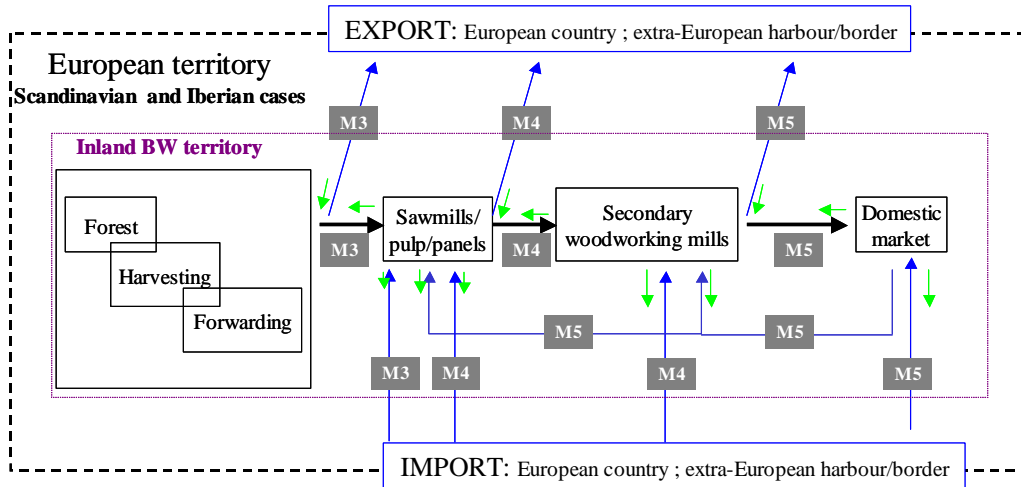 EXPORT: European country ; extra-European harbour/border
European territory
Scandinavian and Iberian cases
M3
M4
M5
Inland BW territory
Forest
Harvesting
Forwarding
M3
Sawmills/
pulp/panels
M4
Secondary
woodworking mills
M5
Domestic
market
M5
M5
M3
M4
M4
M5
IMPORT: European country ; extra-European harbour/border